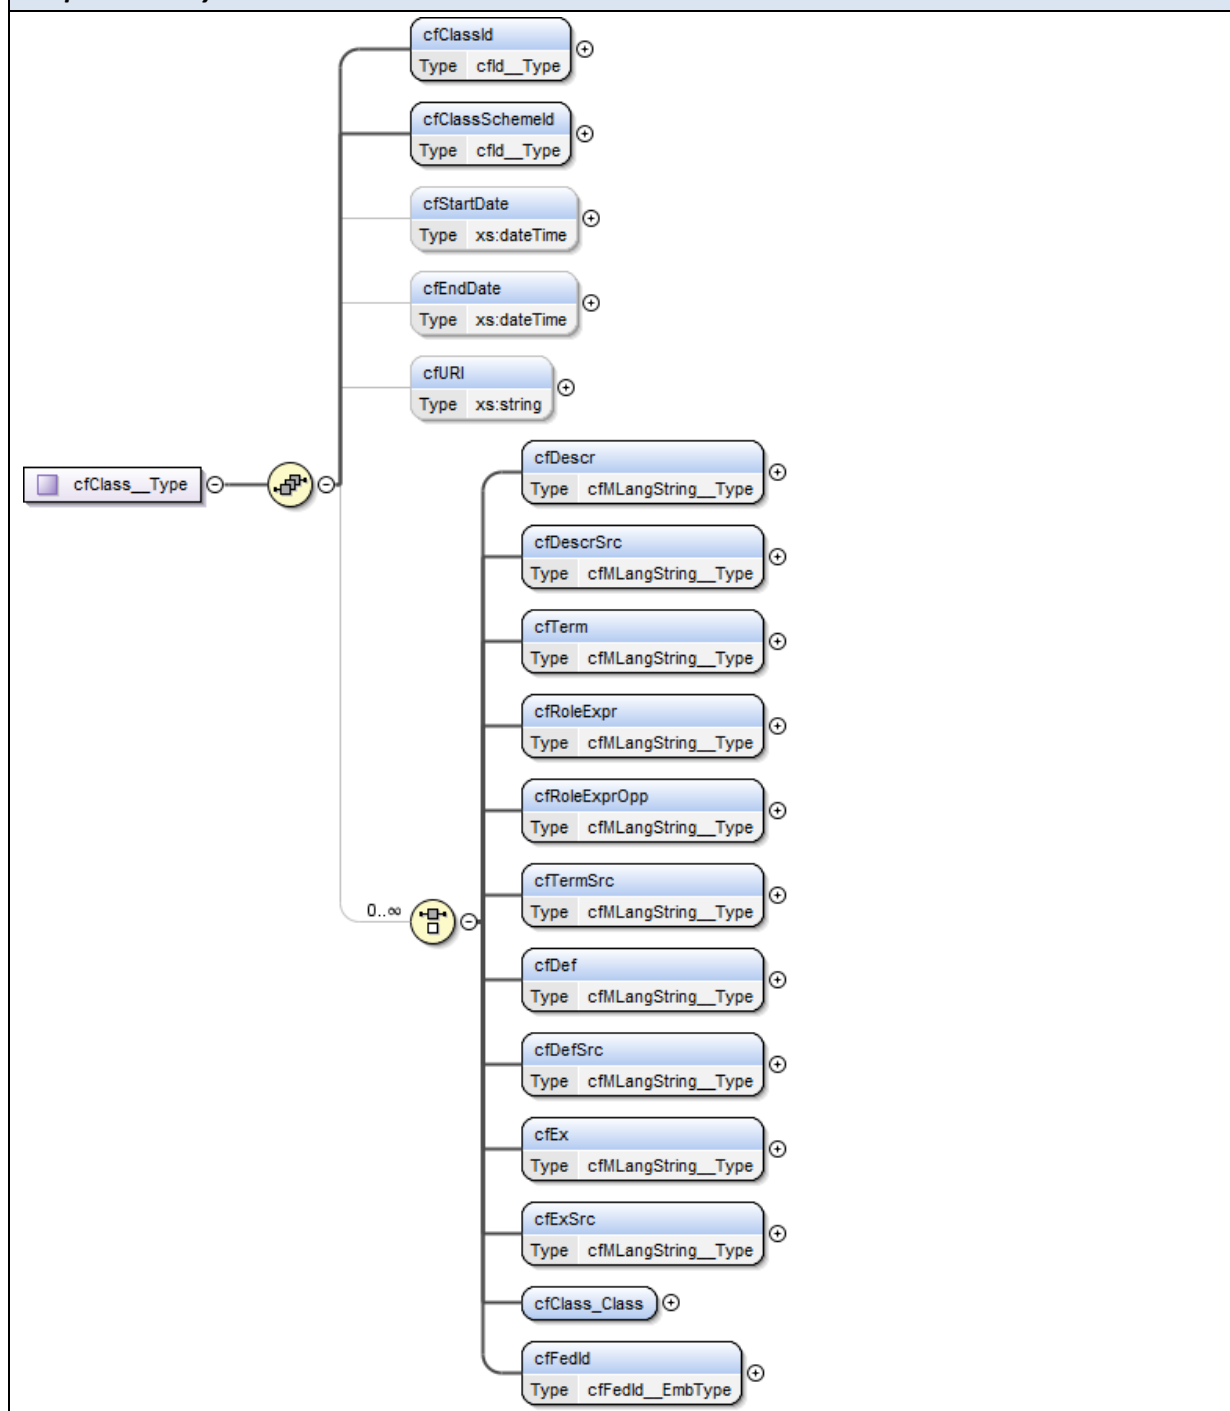 cfClassId
Type cfId__Type
cfClassSchemeId
Type cfId__Type
cfStartDate
Type xs:dateTime
cfEndDate
Type xs:dateTime
cfURI
Type xs:string
cfClass__Type
0..∞
cfDescr
Type cfMLangString__Type
cfDescrSrc
Type cfMLangString__Type
cfTerm
Type cfMLangString__Type
cfRoleExpr
Type cfMLangString__Type
cfRoleExprOpp
Type cfMLangString__Type
cfTermSrc
Type cfMLangString__Type
cfDef
Type cfMLangString__Type
cfDefSrc
Type cfMLangString__Type
cfEx
Type cfMLangString__Type
cfExSrc
Type cfMLangString__Type
cfClass_Class
cfFedId
Type cfFedId__EmbType